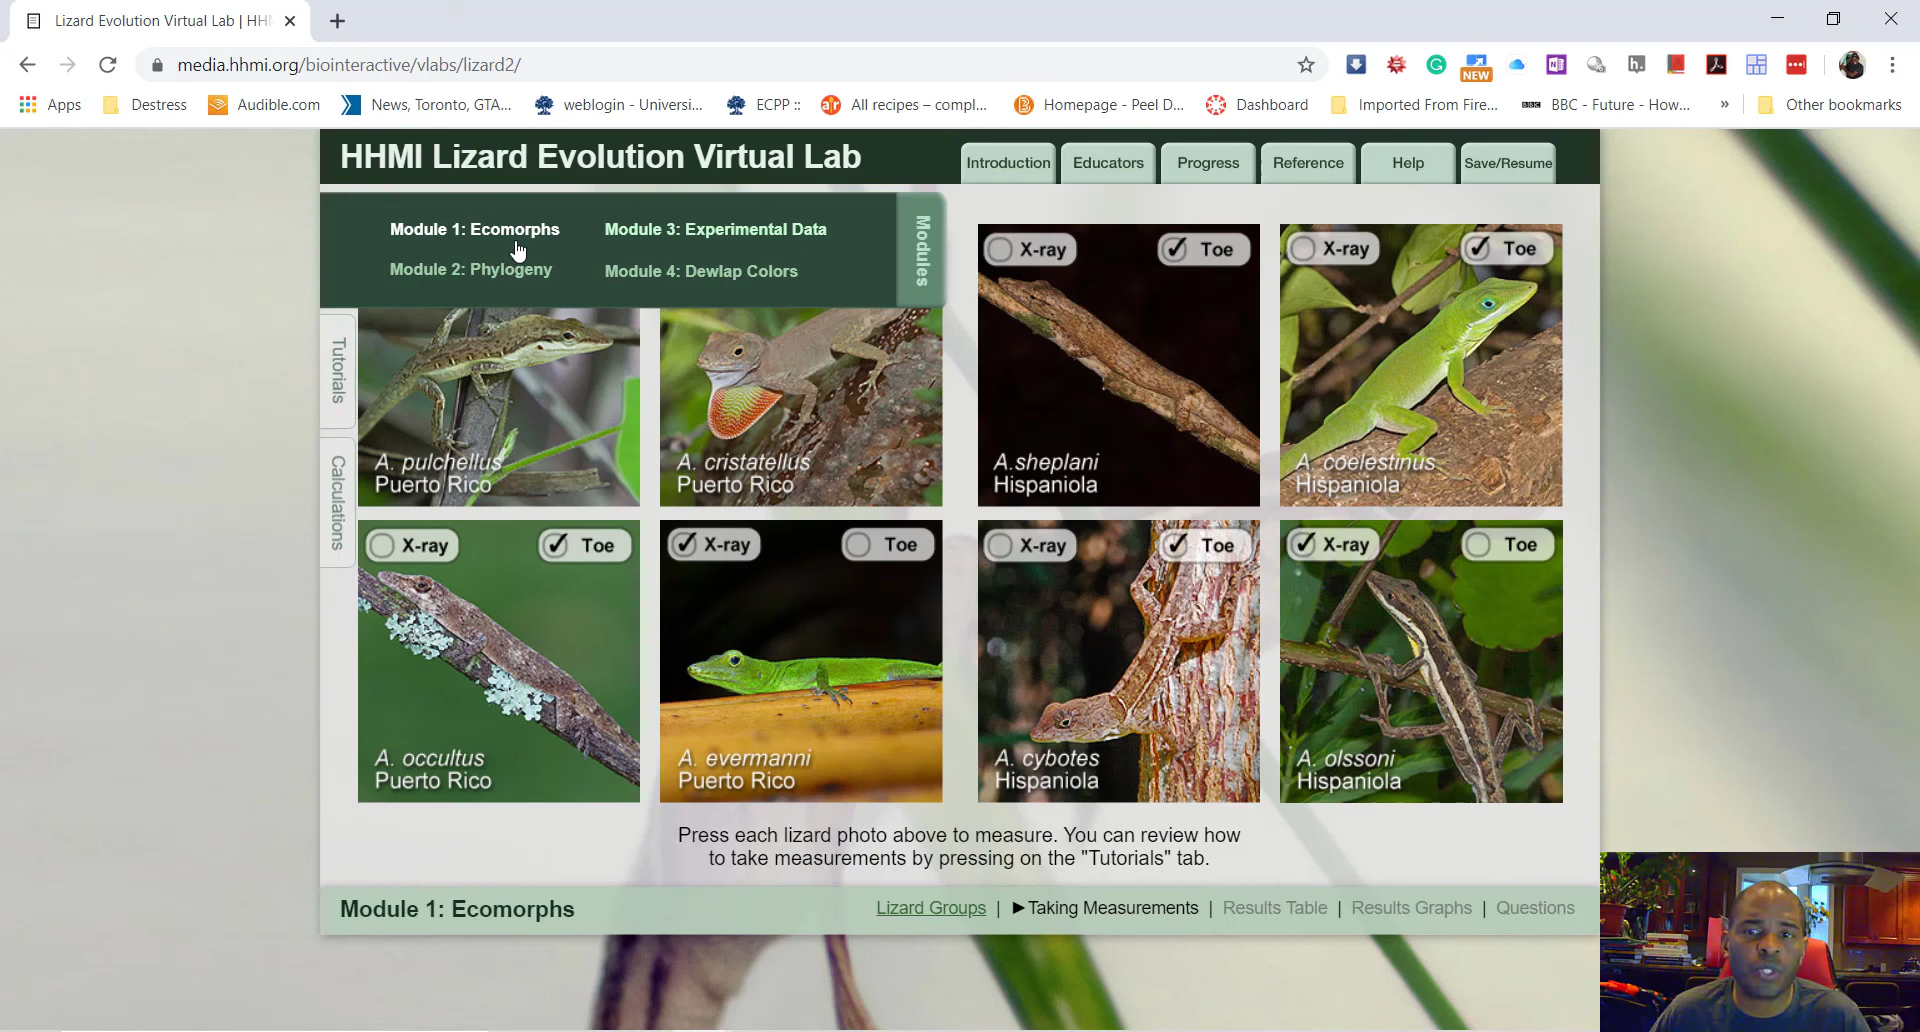 Lizard Evolution Virtual Lab | HH
media.hhmi.org/biointeractive/vlabs/lizard2/
NEW
Apps
Destress
Audible.com
News, Toronto, GTA...
weblogin - Universi...
ECPP ::
All recipes – compl...
Homepage - Peel D...
Dashboard
Imported From Fire...
BBC
BBC - Future - How...
»
Other bookmarks
HHMI Lizard Evolution Virtual Lab
Introduction
Educators
Progress
Reference
Help
Save/Resume
Module 1: Ecomorphs
Module 3: Experimental Data
Module 2: Phylogeny
Module 4: Dewlap Colors
Modules
Tutorials
Calculations
X-ray
Toe
X-ray
Toe
A. pulchellus
Puerto Rico
A. cristatellus
Puerto Rico
A.sheplani
Hispaniola
A. coelestinus
Hispaniola
X-ray
Toe
X-ray
Toe
X-ray
Toe
X-ray
Toe
A. occultus
Puerto Rico
A. evermanni
Puerto Rico
A. cybotes
Hispaniola
A. olssoni
Hispaniola
Press each lizard photo above to measure. You can review how
to take measurements by pressing on the "Tutorials" tab.
Module 1: Ecomorphs
Lizard Groups | ▶Taking Measurements | Results Table | Results Graphs | Questions